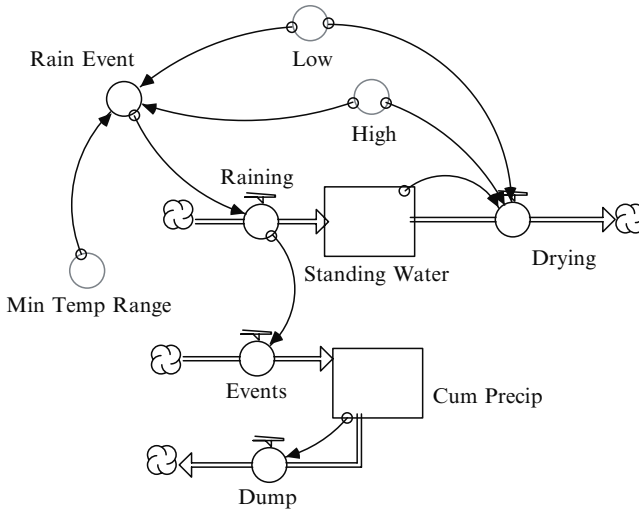 Low
Rain Event
High
Raining
Standing Water
Drying
Min Temp Range
Events
Cum Precip
Dump